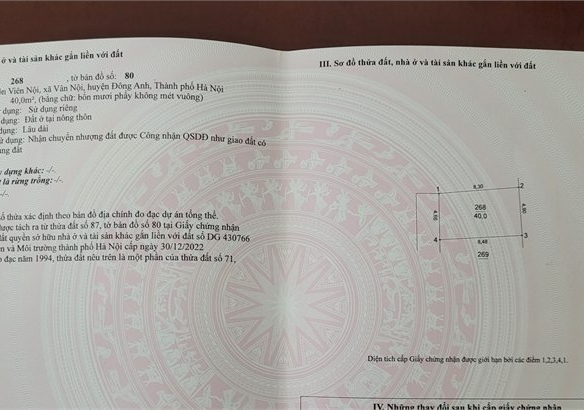 ở và tài sản khác gắn liền với đất
268 , tờ bản đồ số: 80
ôn Viên Nội, xã Vân Nội, huyện Đông Anh, Thành phố Hà Nội
40,0m², (bằng chữ: bốn mươi phẩy không mét vuông)
dụng: Sử dụng riêng
dụng: Đất ở tại nông thôn
dụng: Lâu dài
ử dụng: Nhận chuyển nhượng đất được Công nhận QSDĐ như giao đất có
ụng đất
y dựng khác: -/-.
t là rừng trồng: -/-.
-/-.
ố thửa xác định theo bản đồ địa chính đo đạc dự án tổng thể.
được tách ra từ thửa đất số 87, tờ bản đồ số 80 tại Giấy chứng nhận
đất quyền sở hữu nhà ở và tài sản khác gắn liền với đất số DG 430766
ên và Môi trường thành phố Hà Nội cấp ngày 30/12/2022
o đạc năm 1994, thửa đất nêu trên là một phần của thửa đất số 71,
III. Sơ đồ thửa đất, nhà ở và tài sản khác gắn liền với đất
1 8,30 2
268
40,0
4,80
4 8,48 3
269
Diện tích cấp Giấy chứng nhận được giới hạn bởi các điểm 1,2,3,4,1.
IV. Những thay đổi sau khi cấp giấy chứng nhận